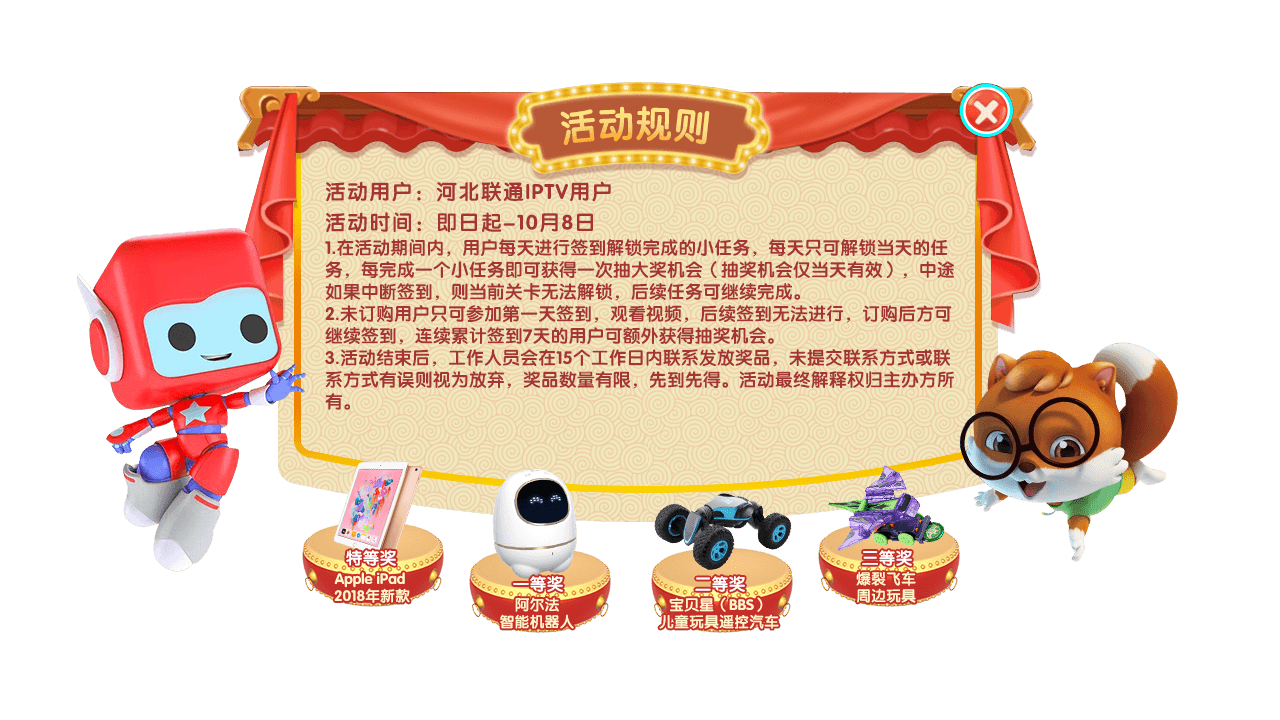 活动规则
活动用户：河北联通IPTV用户
活动时间：即日起-10月8日
1.在活动期间内，用户每天进行签到解锁完成的小任务，每天只可解锁当天的任
务，每完成一个小任务即可获得一次抽大奖机会（抽奖机会仅当天有效），中途
如果中断签到，则当前关卡无法解锁，后续任务可继续完成。
2.未订购用户只可参加第一天签到，观看视频，后续签到无法进行，订购后方可
继续签到，连续累计签到7天的用户可额外获得抽奖机会。
3.活动结束后，工作人员会在15个工作日内联系发放奖品，未提交联系方式或联
系方式有误则视为放弃，奖品数量有限，先到先得。活动最终解释权归主办方所
有。
特等奖
Apple iPad
2018年新款
一等奖
阿尔法
智能机器人
二等奖
宝贝星（BBS）
儿童玩具遥控汽车
三等奖
爆裂飞车
周边玩具